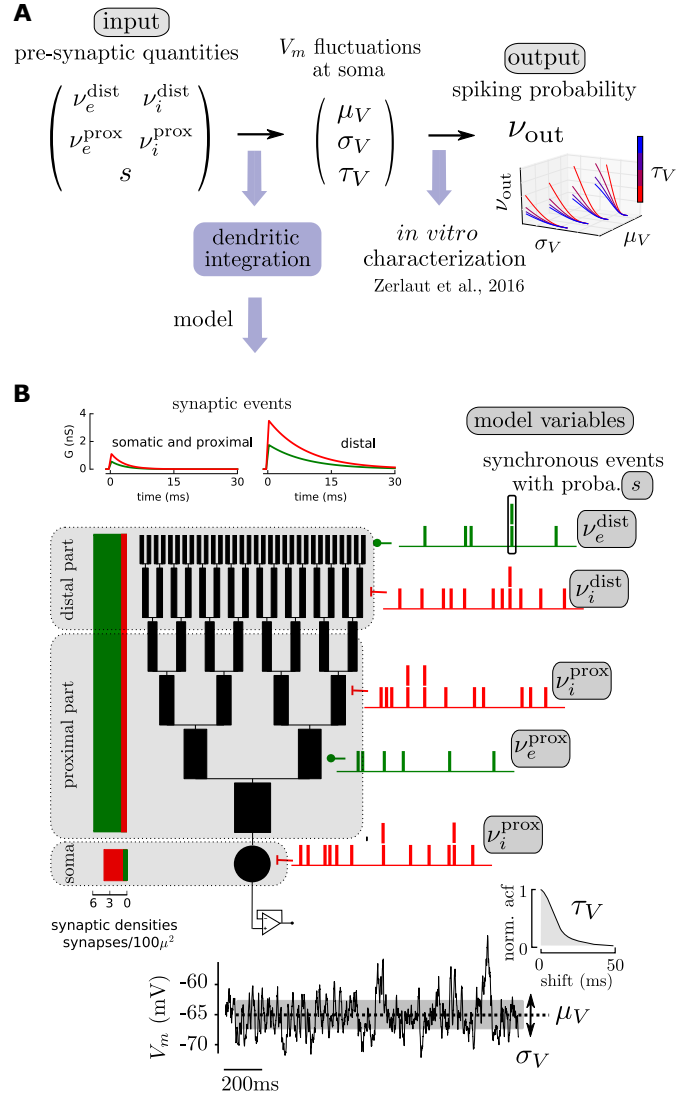 A
input
pre-synaptic quantities
ν_e^dist ν_i^dist
ν_e^prox ν_i^prox
s
V_m fluctuations
at soma
μ_V
σ_V
τ_V
output
spiking probability
ν_out
ν_out
σ_V
μ_V
τ_V
dendritic
integration
in vitro
characterization
Zerlaut et al., 2016
model
B
synaptic events
G (nS)
4
2
0
somatic and proximal
0 30
time (ms)
distal
0 30
time (ms)
model variables
synchronous events
with proba. s
distal part
proximal part
soma
ν_e^dist
ν_i^dist
ν_i^prox
ν_e^prox
ν_i^prox
6 3 0
synaptic densities
synapses/100μ²
- +
norm. acf
1
0
τ_V
0 50
shift (ms)
V_m (mV)
-60
-65
-70
μ_V
σ_V
200ms